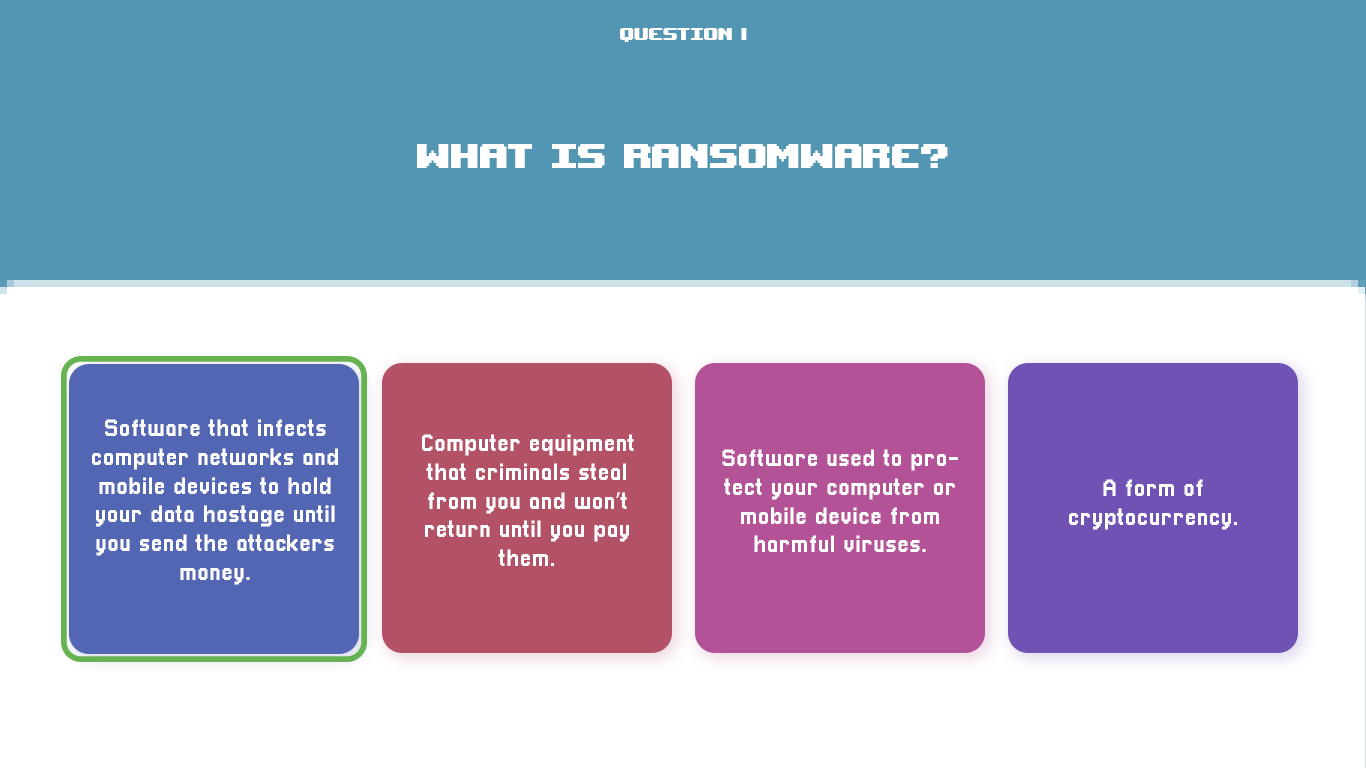 QUESTION 1
WHAT IS RANSOMWARE?
Software that infects
computer networks and
mobile devices to hold
your data hostage until
you send the attackers
money.
Computer equipment
that criminals steal
from you and won't
return until you pay
them.
Software used to pro-
tect your computer or
mobile device from
harmful viruses.
A form of
cryptocurrency.